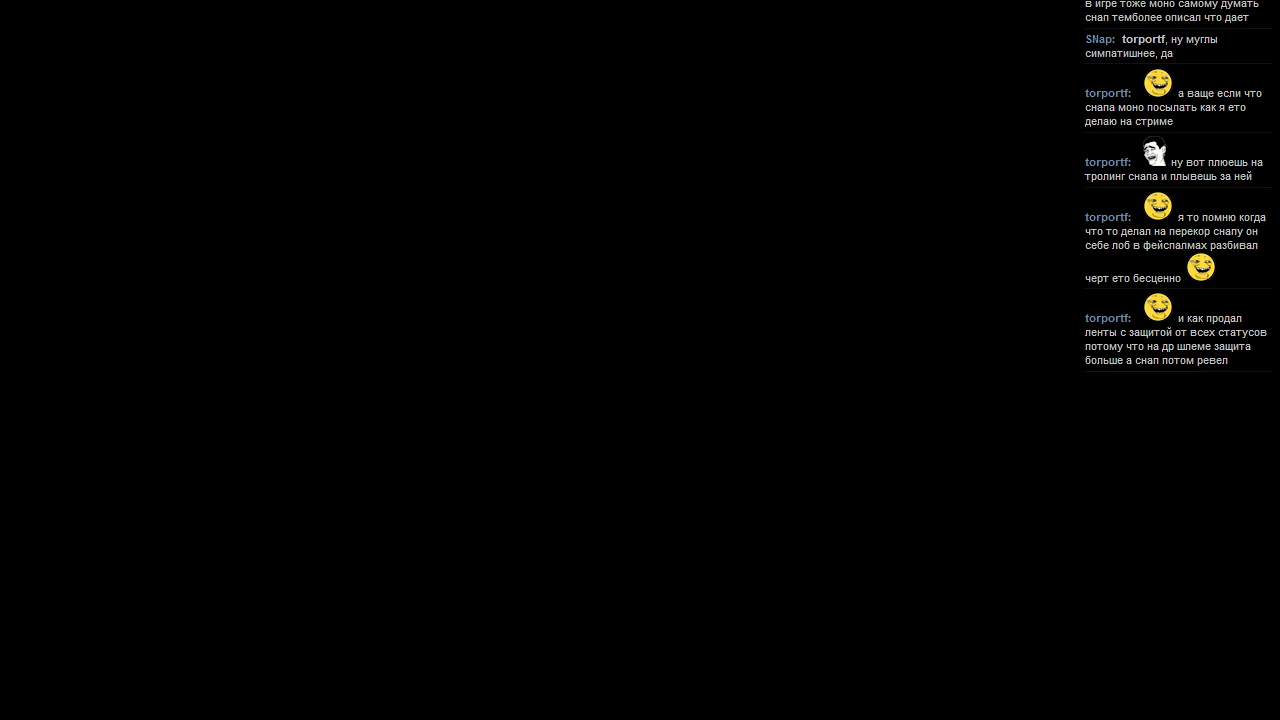 в игре тоже моно самому думать
снап темболее описал что дает
SNap: torportf, ну муглы
симпатишнее, да
torportf: а ваще если что
снапа моно посылать как я ето
делаю на стриме
torportf: ну вот плюешь на
тролинг снапа и плывешь за ней
torportf: я то помню когда
что то делал на перекор снапу он
себе лоб в фейспалмах разбивал
черт ето бесценно
torportf: и как продал
ленты с защитой от всех статусов
потому что на др шлеме защита
больше а снап потом ревел